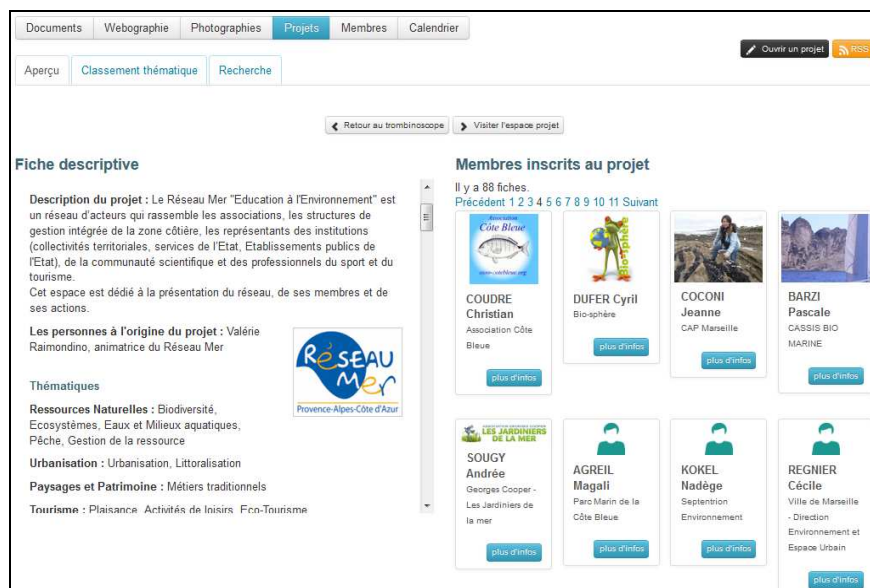 Documents Webographie Photographies Projets Membres Calendrier
Ouvrir un projet RSS
Aperçu Classement thématique Recherche
Retour au trombinoscope Visiter l'espace projet
Fiche descriptive
Description du projet : Le Réseau Mer "Education à l'Environnement" est
un réseau d'acteurs qui rassemble les associations, les structures de
gestion intégrée de la zone côtière, les représentants des institutions
(collectivités territoriales, services de l'Etat, Etablissements publics de
l'Etat), de la communauté scientifique et des professionnels du sport et du
tourisme.
Cet espace est dédié à la présentation du réseau, de ses membres et de
ses actions.
Les personnes à l'origine du projet : Valérie
Raimondino, animatrice du Réseau Mer
RÉSEAU
Mer
Provence-Alpes-Côte d'Azur
Thématiques
Ressources Naturelles : Biodiversité,
Ecosystèmes, Eaux et Milieux aquatiques,
Pêche, Gestion de la ressource
Urbanisation : Urbanisation, Littoralisation
Paysages et Patrimoine : Métiers traditionnels
Tourisme : Plaisance, Activités de loisirs, Eco-Tourisme
Membres inscrits au projet
Il y a 88 fiches.
Précédent 1 2 3 4 5 6 7 8 9 10 11 Suivant
Association
Côte Bleue
COUDRE
Christian
Association Côte
Bleue
plus d'infos
Bio-sphère
DUFER Cyril
Bio-sphère
plus d'infos
COCONI
Jeanne
CAP Marseille
plus d'infos
BARZI
Pascale
CASSIS BIO
MARINE
plus d'infos
LES JARDINIERS
DE LA MER
SOUGY
Andrée
Georges Cooper -
Les Jardiniers de
la mer
plus d'infos
AGREIL
Magali
Parc Marin de la
Côte Bleue
plus d'infos
KOKEL
Nadège
Septentrion
Environnement
plus d'infos
REGNIER
Cécile
Ville de Marseille
- Direction
Environnement et
Espace Urbain
plus d'infos